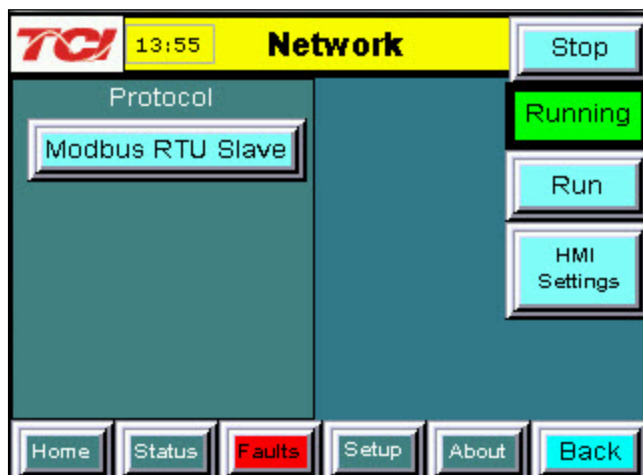 TCI 13:55 Network
Stop
Protocol
Running
Modbus RTU Slave
Run
HMI
Settings
Home Status Faults Setup About Back